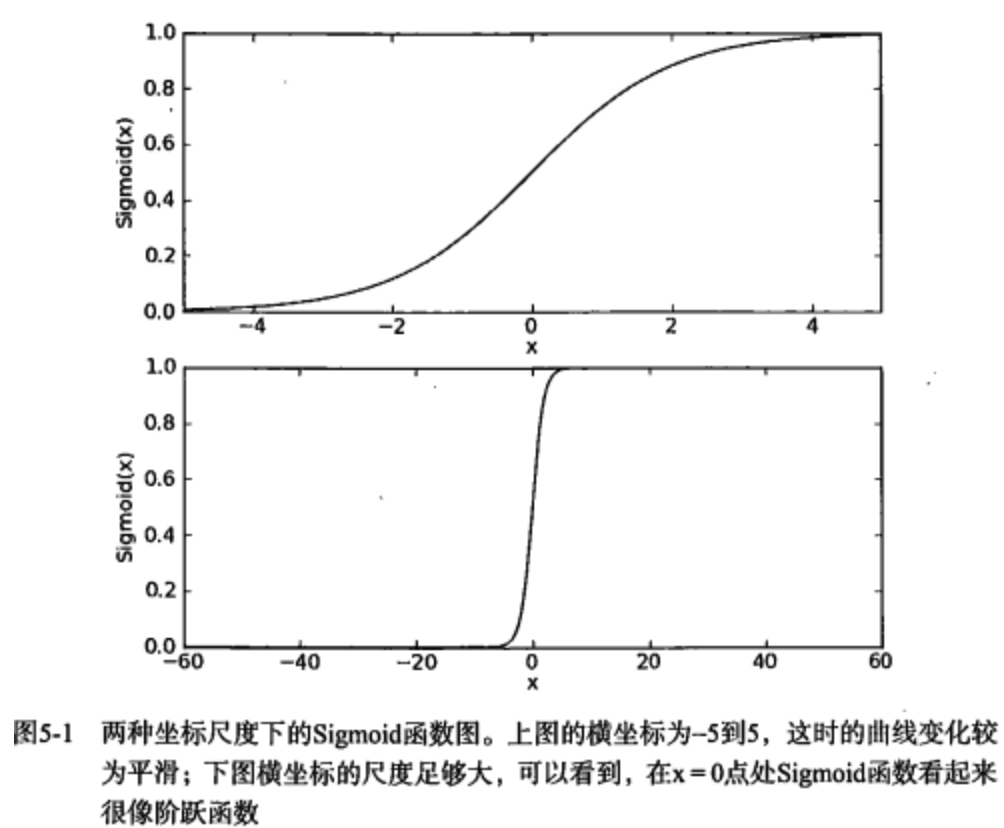 1.0
0.8
0.6
0.4
0.2
0.0
Sigmoid(x)
−4 −2 0 2 4
x
1.0
0.8
0.6
0.4
0.2
0.0
Sigmoid(x)
−60 −40 −20 0 20 40 60
x
图5-1 两种坐标尺度下的Sigmoid函数图。上图的横坐标为–5到5，这时的曲线变化较
为平滑；下图横坐标的尺度足够大，可以看到，在x = 0点处Sigmoid函数看起来
很像阶跃函数